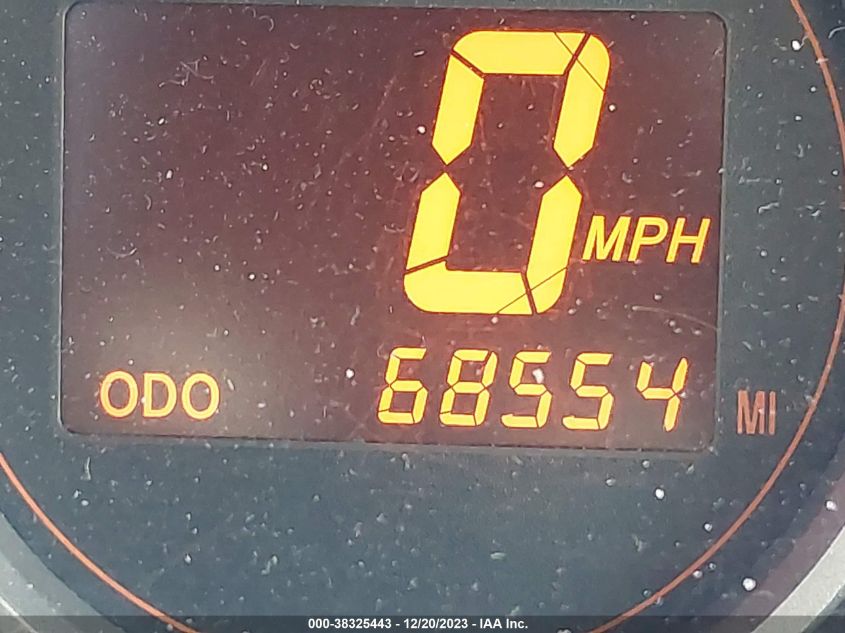 0 MPH
ODO 68554 MI
000-38325443 - 12/20/2023 - IAA Inc.